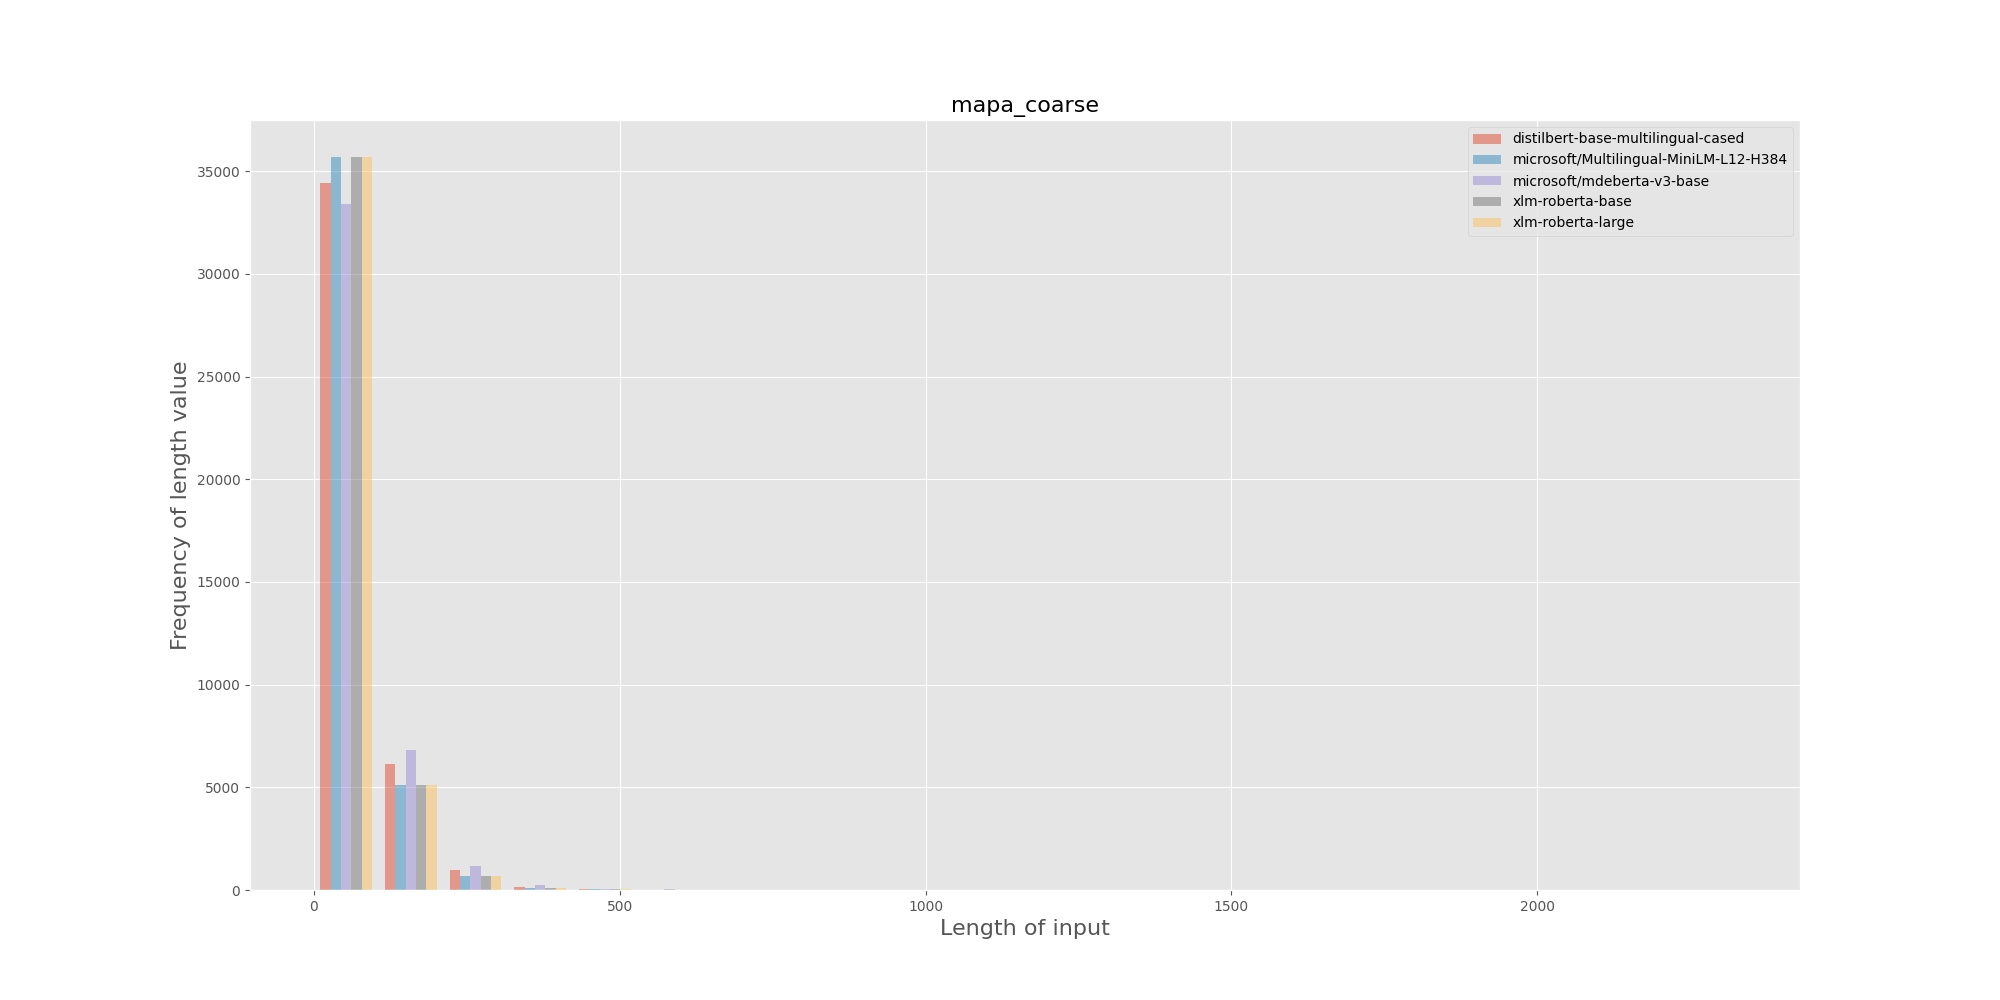 mapa_coarse
distilbert-base-multilingual-cased
microsoft/Multilingual-MiniLM-L12-H384
microsoft/mdeberta-v3-base
xlm-roberta-base
xlm-roberta-large
Frequency of length value
35000
30000
25000
20000
15000
10000
5000
0
0 500 1000 1500 2000
Length of input